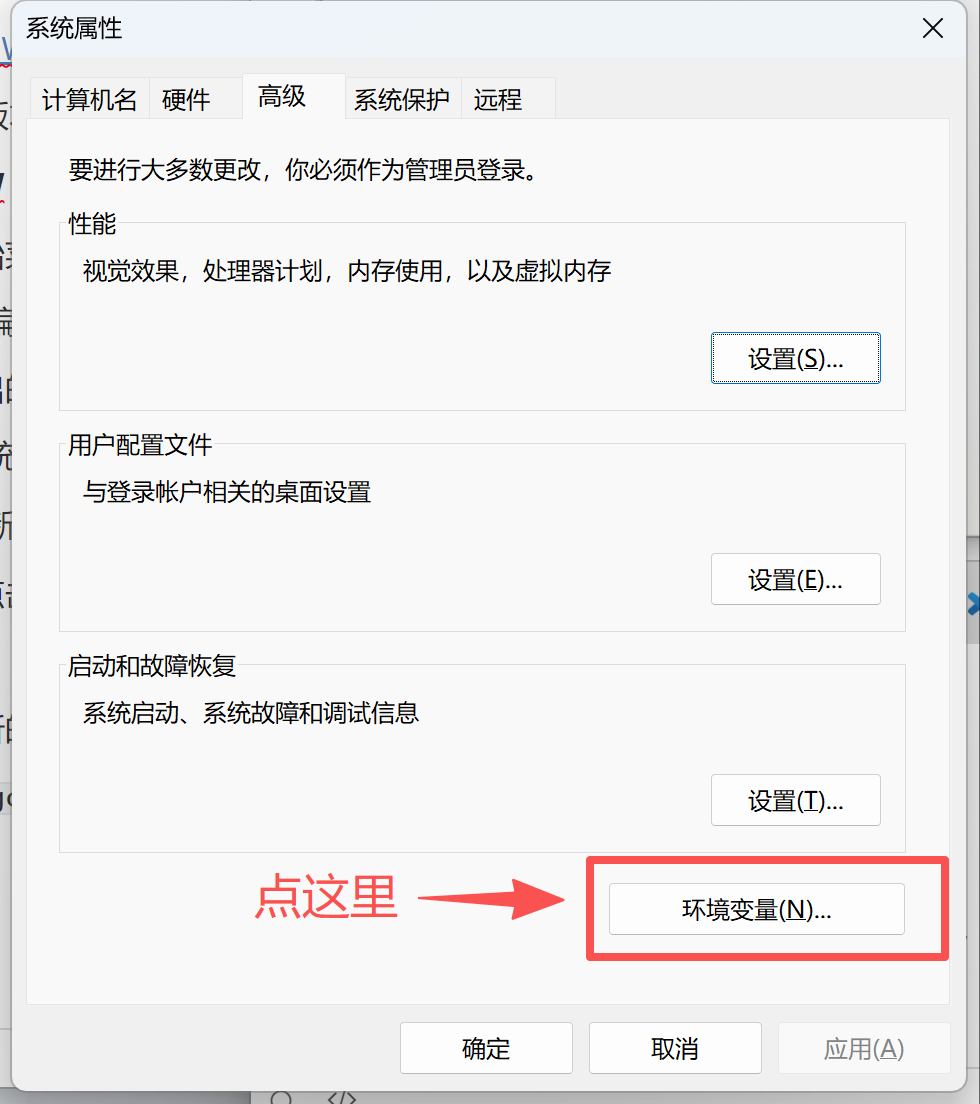 系统属性
计算机名 硬件 高级 系统保护 远程
要进行大多数更改，你必须作为管理员登录。
性能
视觉效果，处理器计划，内存使用，以及虚拟内存
设置(S)...
用户配置文件
与登录帐户相关的桌面设置
设置(E)...
启动和故障恢复
系统启动、系统故障和调试信息
设置(T)...
点这里
环境变量(N)...
确定 取消 应用(A)